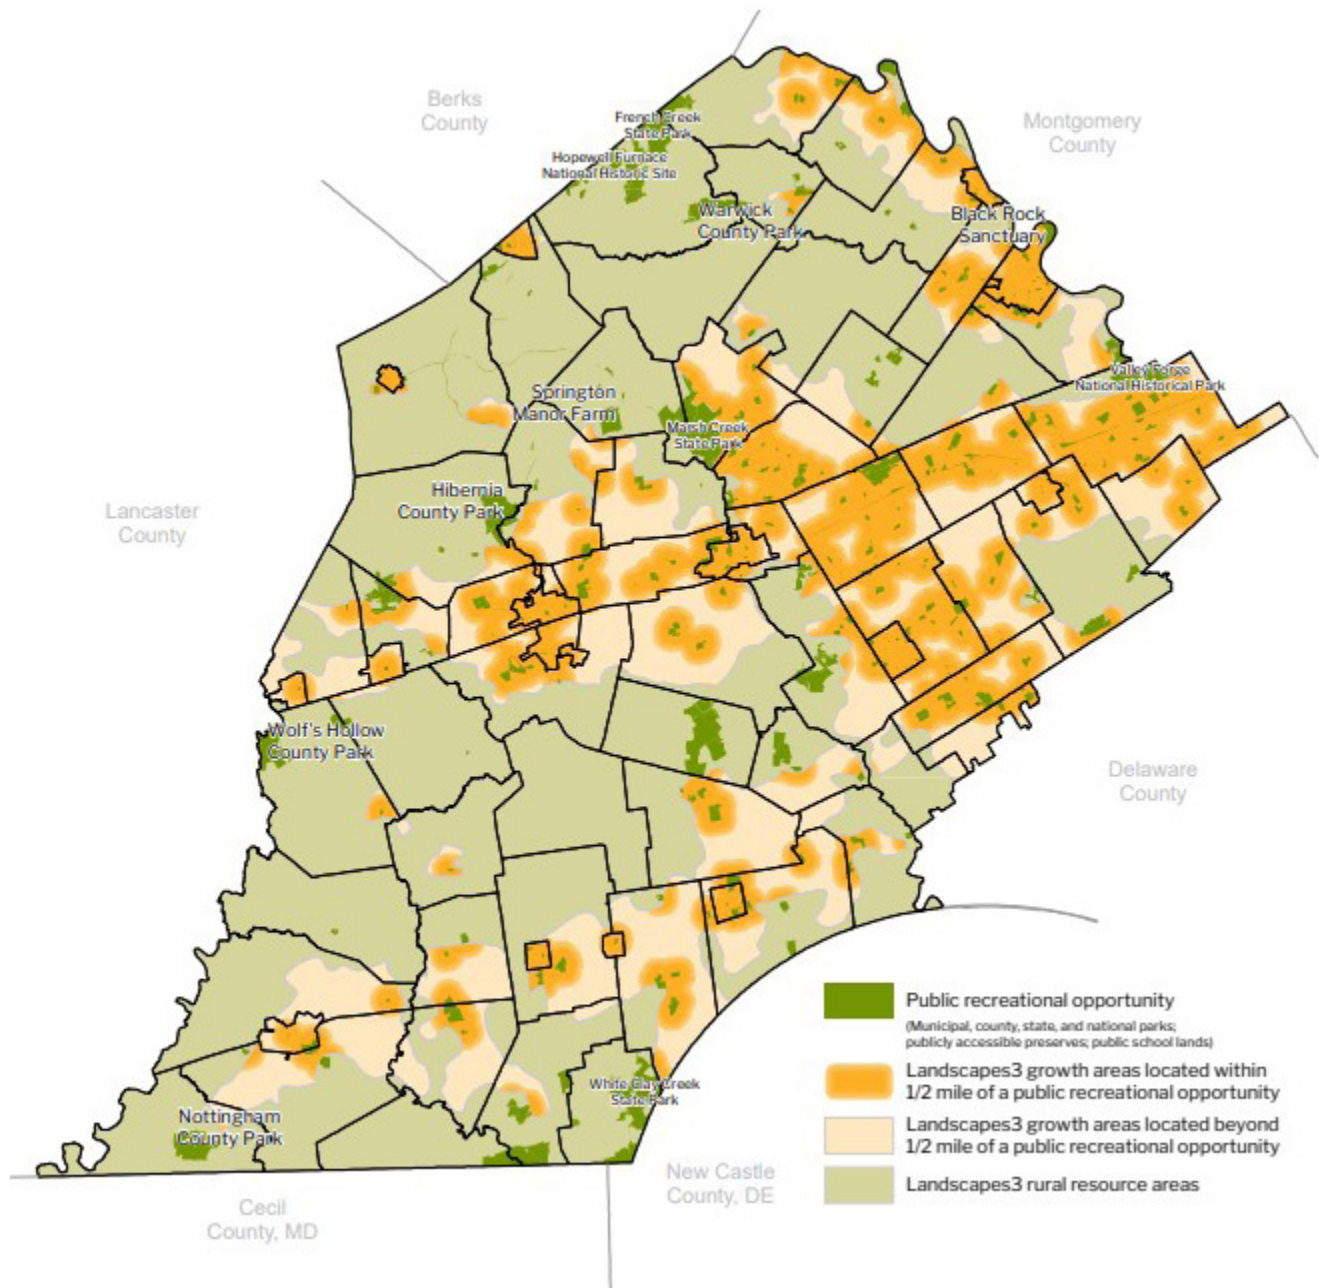 Berks
County
Montgomery
County
French Creek
State Park
Hopewell Furnace
National Historic Site
Warwick
County Park
Black Rock
Sanctuary
Valley Forge
National Historical Park
Springton
Manor Farm
Marsh Creek
State Park
Hibernia
County Park
Lancaster
County
Wolf's Hollow
County Park
Delaware
County
White Clay Creek
State Park
Nottingham
County Park
New Castle
County, DE
Cecil
County, MD
Public recreational opportunity
(Municipal, county, state, and national parks;
publicly accessible preserves; public school lands)
Landscapes3 growth areas located within
1/2 mile of a public recreational opportunity
Landscapes3 growth areas located beyond
1/2 mile of a public recreational opportunity
Landscapes3 rural resource areas